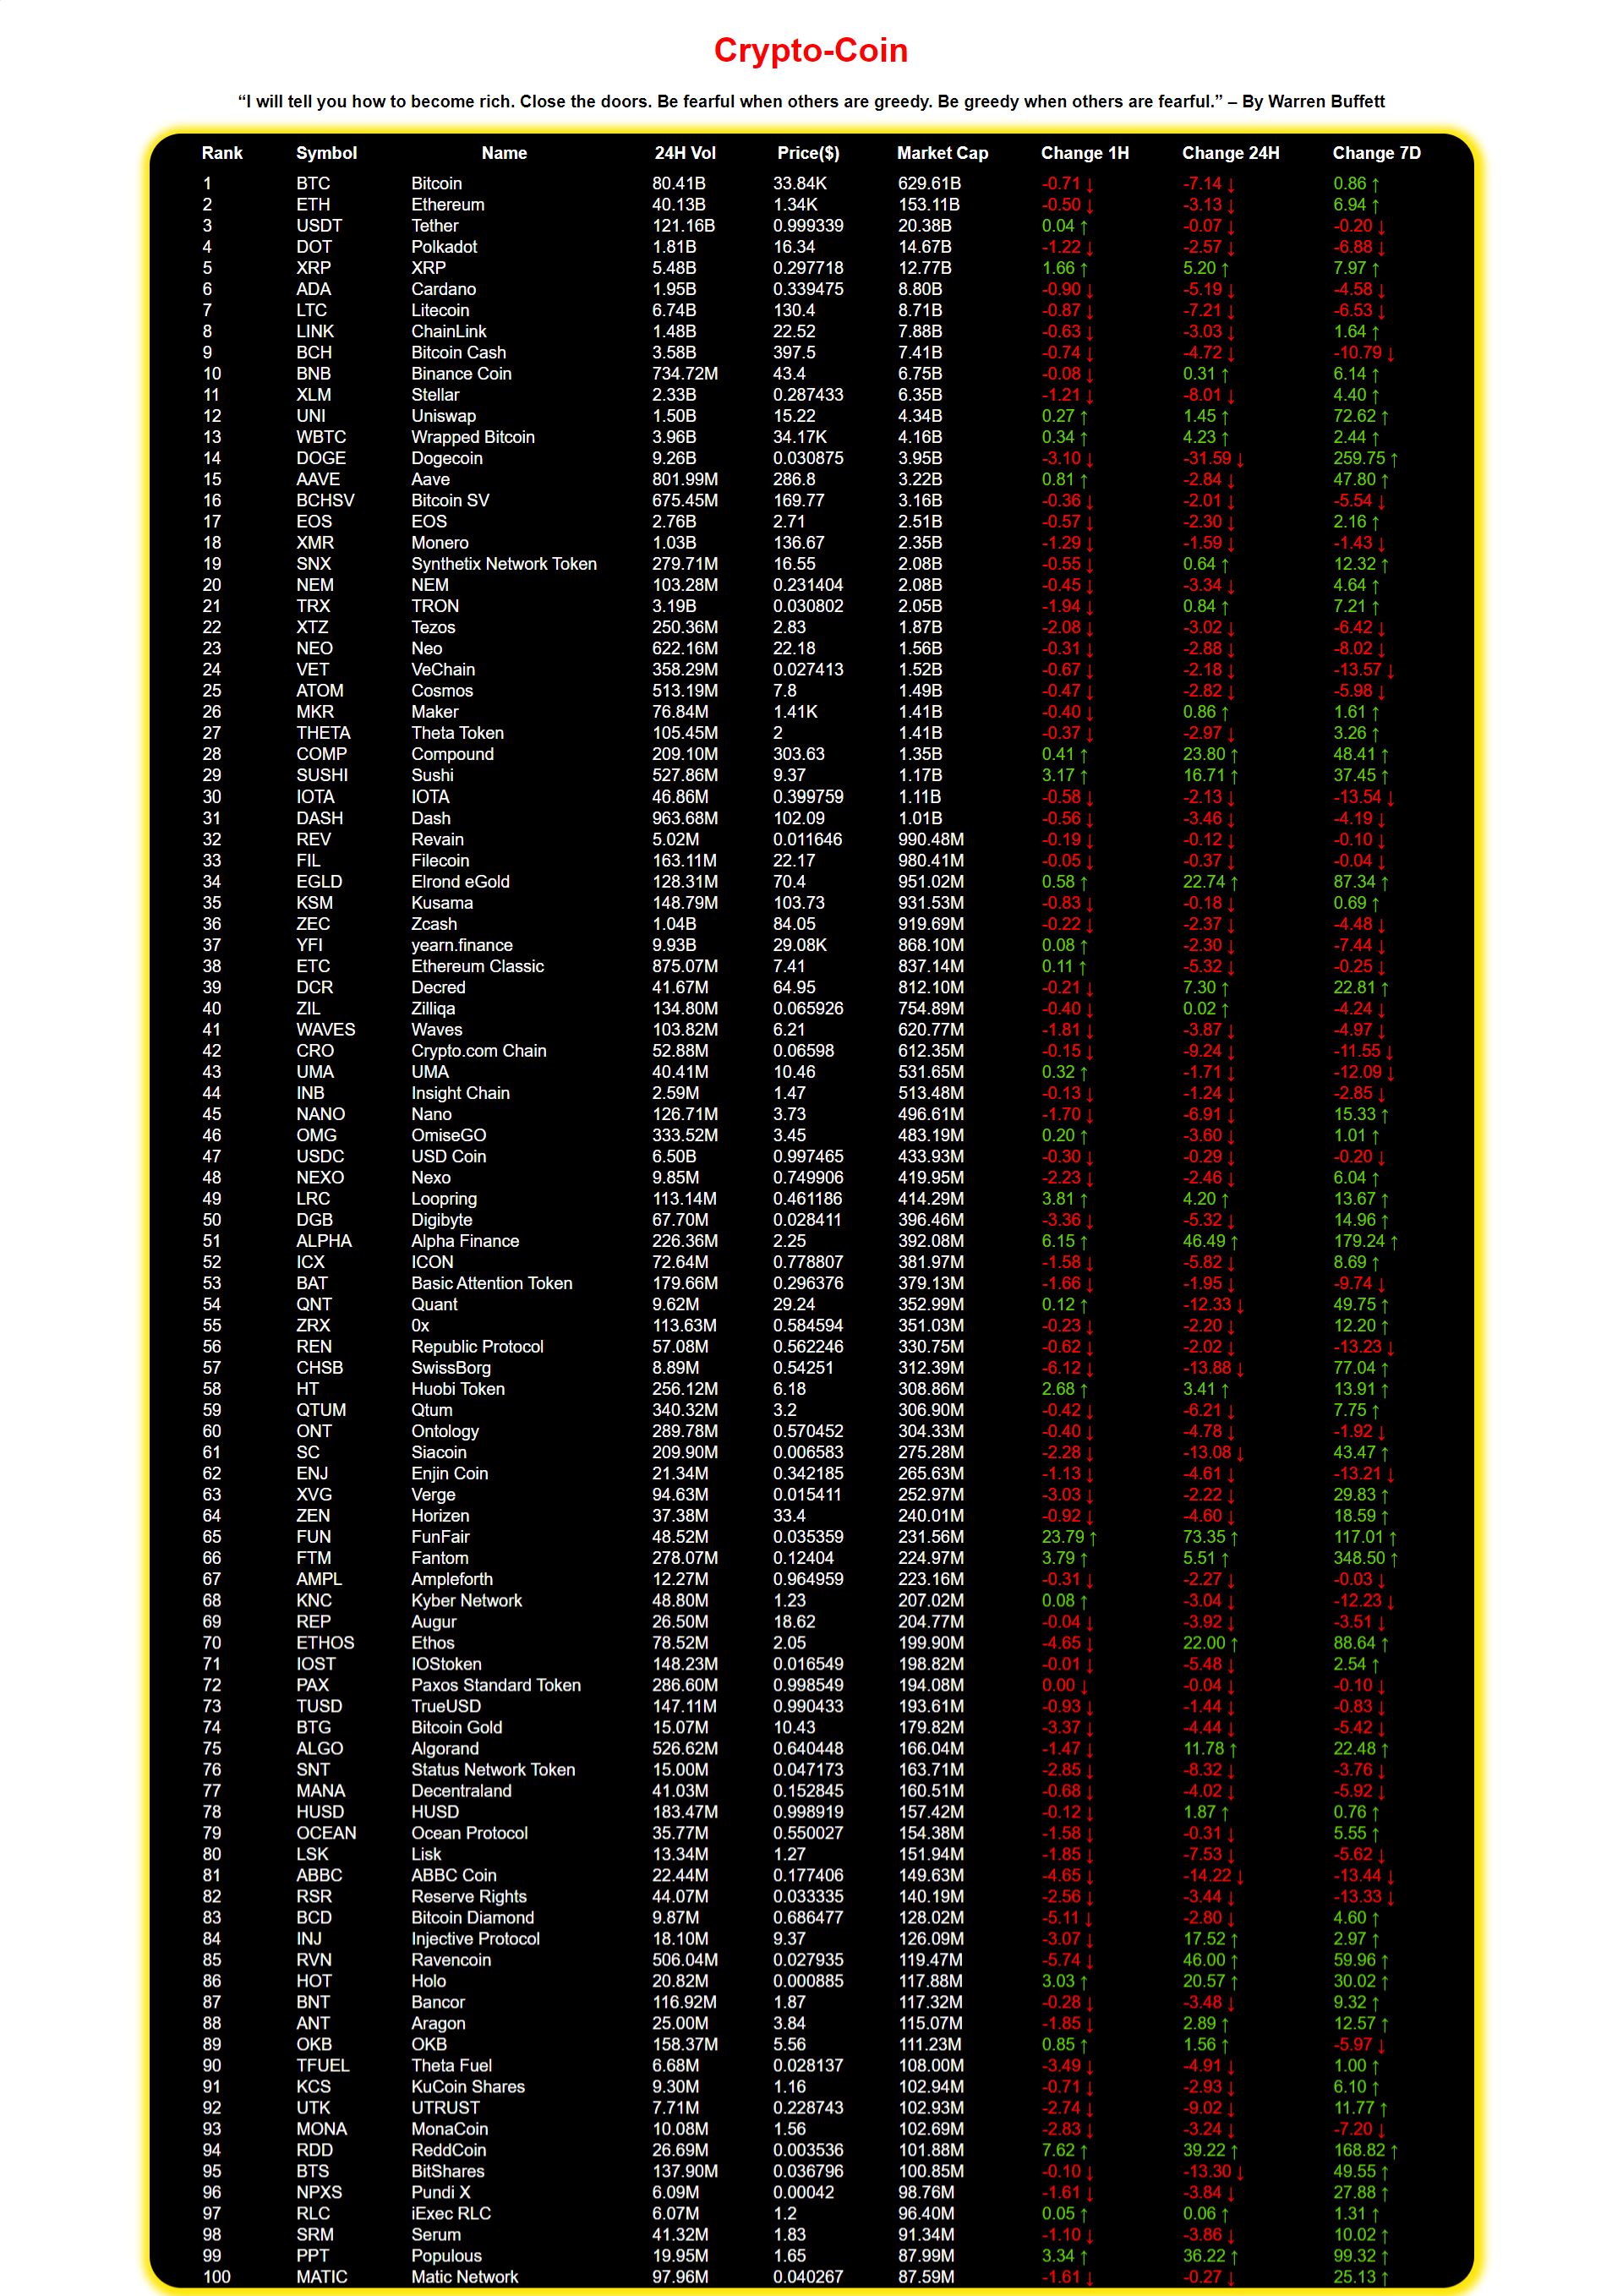 Crypto-Coin
“I will tell you how to become rich. Close the doors. Be fearful when others are greedy. Be greedy when others are fearful.” – By Warren Buffett
Rank Symbol Name 24H Vol Price($) Market Cap Change 1H Change 24H Change 7D
1 BTC Bitcoin 80.41B 33.84K 629.61B -0.71 ↓ -7.14 ↓ 0.86 ↑
2 ETH Ethereum 40.13B 1.34K 153.11B -0.50 ↓ -3.13 ↓ 6.94 ↑
3 USDT Tether 121.16B 0.999339 20.38B 0.04 ↑ -0.07 ↓ -0.20 ↓
4 DOT Polkadot 1.81B 16.34 14.67B -1.22 ↓ -2.57 ↓ -6.88 ↓
5 XRP XRP 5.48B 0.297718 12.77B 1.66 ↑ 5.20 ↑ 7.97 ↑
6 ADA Cardano 1.95B 0.339475 8.80B -0.90 ↓ -5.19 ↓ -4.58 ↓
7 LTC Litecoin 6.74B 130.4 8.71B -0.87 ↓ -7.21 ↓ -6.53 ↓
8 LINK ChainLink 1.48B 22.52 7.88B -0.63 ↓ -3.03 ↓ 1.64 ↑
9 BCH Bitcoin Cash 3.58B 397.5 7.41B -0.74 ↓ -4.72 ↓ -10.79 ↓
10 BNB Binance Coin 734.72M 43.4 6.75B -0.08 ↓ 0.31 ↑ 6.14 ↑
11 XLM Stellar 2.33B 0.287433 6.35B -1.21 ↓ -8.01 ↓ 4.40 ↑
12 UNI Uniswap 1.50B 15.22 4.34B 0.27 ↑ 1.45 ↑ 72.62 ↑
13 WBTC Wrapped Bitcoin 3.96B 34.17K 4.16B 0.34 ↑ 4.23 ↑ 2.44 ↑
14 DOGE Dogecoin 9.26B 0.030875 3.95B -3.10 ↓ -31.59 ↓ 259.75 ↑
15 AAVE Aave 801.99M 286.8 3.22B 0.81 ↑ -2.84 ↓ 47.80 ↑
16 BCHSV Bitcoin SV 675.45M 169.77 3.16B -0.36 ↓ -2.01 ↓ -5.54 ↓
17 EOS EOS 2.76B 2.71 2.51B -0.57 ↓ -2.30 ↓ 2.16 ↑
18 XMR Monero 1.03B 136.67 2.35B -1.29 ↓ -1.59 ↓ -1.43 ↓
19 SNX Synthetix Network Token 279.71M 16.55 2.08B -0.55 ↓ 0.64 ↑ 12.32 ↑
20 NEM NEM 103.28M 0.231404 2.08B -0.45 ↓ -3.34 ↓ 4.64 ↑
21 TRX TRON 3.19B 0.030802 2.05B -1.94 ↓ 0.84 ↑ 7.21 ↑
22 XTZ Tezos 250.36M 2.83 1.87B -2.08 ↓ -3.02 ↓ -6.42 ↓
23 NEO Neo 622.16M 22.18 1.56B -0.31 ↓ -2.88 ↓ -8.02 ↓
24 VET VeChain 358.29M 0.027413 1.52B -0.67 ↓ -2.18 ↓ -13.57 ↓
25 ATOM Cosmos 513.19M 7.8 1.49B -0.47 ↓ -2.82 ↓ -5.98 ↓
26 MKR Maker 76.84M 1.41K 1.41B -0.40 ↓ 0.86 ↑ 1.61 ↑
27 THETA Theta Token 105.45M 2 1.41B -0.37 ↓ -2.97 ↓ 3.26 ↑
28 COMP Compound 209.10M 303.63 1.35B 0.41 ↑ 23.80 ↑ 48.41 ↑
29 SUSHI Sushi 527.86M 9.37 1.17B 3.17 ↑ 16.71 ↑ 37.45 ↑
30 IOTA IOTA 46.86M 0.399759 1.11B -0.58 ↓ -2.13 ↓ -13.54 ↓
31 DASH Dash 963.68M 102.09 1.01B -0.56 ↓ -3.46 ↓ -4.19 ↓
32 REV Revain 5.02M 0.011646 990.48M -0.19 ↓ -0.12 ↓ -0.10 ↓
33 FIL Filecoin 163.11M 22.17 980.41M -0.05 ↓ -0.37 ↓ -0.04 ↓
34 EGLD Elrond eGold 128.31M 70.4 951.02M 0.58 ↑ 22.74 ↑ 87.34 ↑
35 KSM Kusama 148.79M 103.73 931.53M -0.83 ↓ -0.18 ↓ 0.69 ↑
36 ZEC Zcash 1.04B 84.05 919.69M -0.22 ↓ -2.37 ↓ -4.48 ↓
37 YFI yearn.finance 9.93B 29.08K 868.10M 0.08 ↑ -2.30 ↓ -7.44 ↓
38 ETC Ethereum Classic 875.07M 7.41 837.14M 0.11 ↑ -5.32 ↓ -0.25 ↓
39 DCR Decred 41.67M 64.95 812.10M -0.21 ↓ 7.30 ↑ 22.81 ↑
40 ZIL Zilliqa 134.80M 0.065926 754.89M -0.40 ↓ 0.02 ↑ -4.24 ↓
41 WAVES Waves 103.82M 6.21 620.77M -1.81 ↓ -3.87 ↓ -4.97 ↓
42 CRO Crypto.com Chain 52.88M 0.06598 612.35M -0.15 ↓ -9.24 ↓ -11.55 ↓
43 UMA UMA 40.41M 10.46 531.65M 0.32 ↑ -1.71 ↓ -12.09 ↓
44 INB Insight Chain 2.59M 1.47 513.48M -0.13 ↓ -1.24 ↓ -2.85 ↓
45 NANO Nano 126.71M 3.73 496.61M -1.70 ↓ -6.91 ↓ 15.33 ↑
46 OMG OmiseGO 333.52M 3.45 483.19M 0.20 ↑ -3.60 ↓ 1.01 ↑
47 USDC USD Coin 6.50B 0.997465 433.93M -0.30 ↓ -0.29 ↓ -0.20 ↓
48 NEXO Nexo 9.85M 0.749906 419.95M -2.23 ↓ -2.46 ↓ 6.04 ↑
49 LRC Loopring 113.14M 0.461186 414.29M 3.81 ↑ 4.20 ↑ 13.67 ↑
50 DGB Digibyte 67.70M 0.028411 396.46M -3.36 ↓ -5.32 ↓ 14.96 ↑
51 ALPHA Alpha Finance 226.36M 2.25 392.08M 6.15 ↑ 46.49 ↑ 179.24 ↑
52 ICX ICON 72.64M 0.778807 381.97M -1.58 ↓ -5.82 ↓ 8.69 ↑
53 BAT Basic Attention Token 179.66M 0.296376 379.13M -1.66 ↓ -1.95 ↓ -9.74 ↓
54 QNT Quant 9.62M 29.24 352.99M 0.12 ↑ -12.33 ↓ 49.75 ↑
55 ZRX 0x 113.63M 0.584594 351.03M -0.23 ↓ -2.20 ↓ 12.20 ↑
56 REN Republic Protocol 57.08M 0.562246 330.75M -0.62 ↓ -2.02 ↓ -13.23 ↓
57 CHSB SwissBorg 8.89M 0.54251 312.39M -6.12 ↓ -13.88 ↓ 77.04 ↑
58 HT Huobi Token 256.12M 6.18 308.86M 2.68 ↑ 3.41 ↑ 13.91 ↑
59 QTUM Qtum 340.32M 3.2 306.90M -0.42 ↓ -6.21 ↓ 7.75 ↑
60 ONT Ontology 289.78M 0.570452 304.33M -0.40 ↓ -4.78 ↓ -1.92 ↓
61 SC Siacoin 209.90M 0.006583 275.28M -2.28 ↓ -13.08 ↓ 43.47 ↑
62 ENJ Enjin Coin 21.34M 0.342185 265.63M -1.13 ↓ -4.61 ↓ -13.21 ↓
63 XVG Verge 94.63M 0.015411 252.97M -3.03 ↓ -2.22 ↓ 29.83 ↑
64 ZEN Horizen 37.38M 33.4 240.01M -0.92 ↓ -4.60 ↓ 18.59 ↑
65 FUN FunFair 48.52M 0.035359 231.56M 23.79 ↑ 73.35 ↑ 117.01 ↑
66 FTM Fantom 278.07M 0.12404 224.97M 3.79 ↑ 5.51 ↑ 348.50 ↑
67 AMPL Ampleforth 12.27M 0.964959 223.16M -0.31 ↓ -2.27 ↓ -0.03 ↓
68 KNC Kyber Network 48.80M 1.23 207.02M 0.08 ↑ -3.04 ↓ -12.23 ↓
69 REP Augur 26.50M 18.62 204.77M -0.04 ↓ -3.92 ↓ -3.51 ↓
70 ETHOS Ethos 78.52M 2.05 199.90M -4.65 ↓ 22.00 ↑ 88.64 ↑
71 IOST IOStoken 148.23M 0.016549 198.82M -0.01 ↓ -5.48 ↓ 2.54 ↑
72 PAX Paxos Standard Token 286.60M 0.998549 194.08M 0.00 ↓ -0.04 ↓ -0.10 ↓
73 TUSD TrueUSD 147.11M 0.990433 193.61M -0.93 ↓ -1.44 ↓ -0.83 ↓
74 BTG Bitcoin Gold 15.07M 10.43 179.82M -3.37 ↓ -4.44 ↓ -5.42 ↓
75 ALGO Algorand 526.62M 0.640448 166.04M -1.47 ↓ 11.78 ↑ 22.48 ↑
76 SNT Status Network Token 15.00M 0.047173 163.71M -2.85 ↓ -8.32 ↓ -3.76 ↓
77 MANA Decentraland 41.03M 0.152845 160.51M -0.68 ↓ -4.02 ↓ -5.92 ↓
78 HUSD HUSD 183.47M 0.998919 157.42M -0.12 ↓ 1.87 ↑ 0.76 ↑
79 OCEAN Ocean Protocol 35.77M 0.550027 154.38M -1.58 ↓ -0.31 ↓ 5.55 ↑
80 LSK Lisk 13.34M 1.27 151.94M -1.85 ↓ -7.53 ↓ -5.62 ↓
81 ABBC ABBC Coin 22.44M 0.177406 149.63M -4.65 ↓ -14.22 ↓ -13.44 ↓
82 RSR Reserve Rights 44.07M 0.033335 140.19M -2.56 ↓ -3.44 ↓ -13.33 ↓
83 BCD Bitcoin Diamond 9.87M 0.686477 128.02M -5.11 ↓ -2.80 ↓ 4.60 ↑
84 INJ Injective Protocol 18.10M 9.37 126.09M -3.07 ↓ 17.52 ↑ 2.97 ↑
85 RVN Ravencoin 506.04M 0.027935 119.47M -5.74 ↓ 46.00 ↑ 59.96 ↑
86 HOT Holo 20.82M 0.000885 117.88M 3.03 ↑ 20.57 ↑ 30.02 ↑
87 BNT Bancor 116.92M 1.87 117.32M -0.28 ↓ -3.48 ↓ 9.32 ↑
88 ANT Aragon 25.00M 3.84 115.07M -1.85 ↓ 2.89 ↑ 12.57 ↑
89 OKB OKB 158.37M 5.56 111.23M 0.85 ↑ 1.56 ↑ -5.97 ↓
90 TFUEL Theta Fuel 6.68M 0.028137 108.00M -3.49 ↓ -4.91 ↓ 1.00 ↑
91 KCS KuCoin Shares 9.30M 1.16 102.94M -0.71 ↓ -2.93 ↓ 6.10 ↑
92 UTK UTRUST 7.71M 0.228743 102.93M -2.74 ↓ -9.02 ↓ 11.77 ↑
93 MONA MonaCoin 10.08M 1.56 102.69M -2.83 ↓ -3.24 ↓ -7.20 ↓
94 RDD ReddCoin 26.69M 0.003536 101.88M 7.62 ↑ 39.22 ↑ 168.82 ↑
95 BTS BitShares 137.90M 0.036796 100.85M -0.10 ↓ -13.30 ↓ 49.55 ↑
96 NPXS Pundi X 6.09M 0.00042 98.76M -1.61 ↓ -3.84 ↓ 27.88 ↑
97 RLC iExec RLC 6.07M 1.2 96.40M 0.05 ↑ 0.06 ↑ 1.31 ↑
98 SRM Serum 41.32M 1.83 91.34M -1.10 ↓ -3.86 ↓ 10.02 ↑
99 PPT Populous 19.95M 1.65 87.99M 3.34 ↑ 36.22 ↑ 99.32 ↑
100 MATIC Matic Network 97.96M 0.040267 87.59M -1.61 ↓ -0.27 ↓ 25.13 ↑